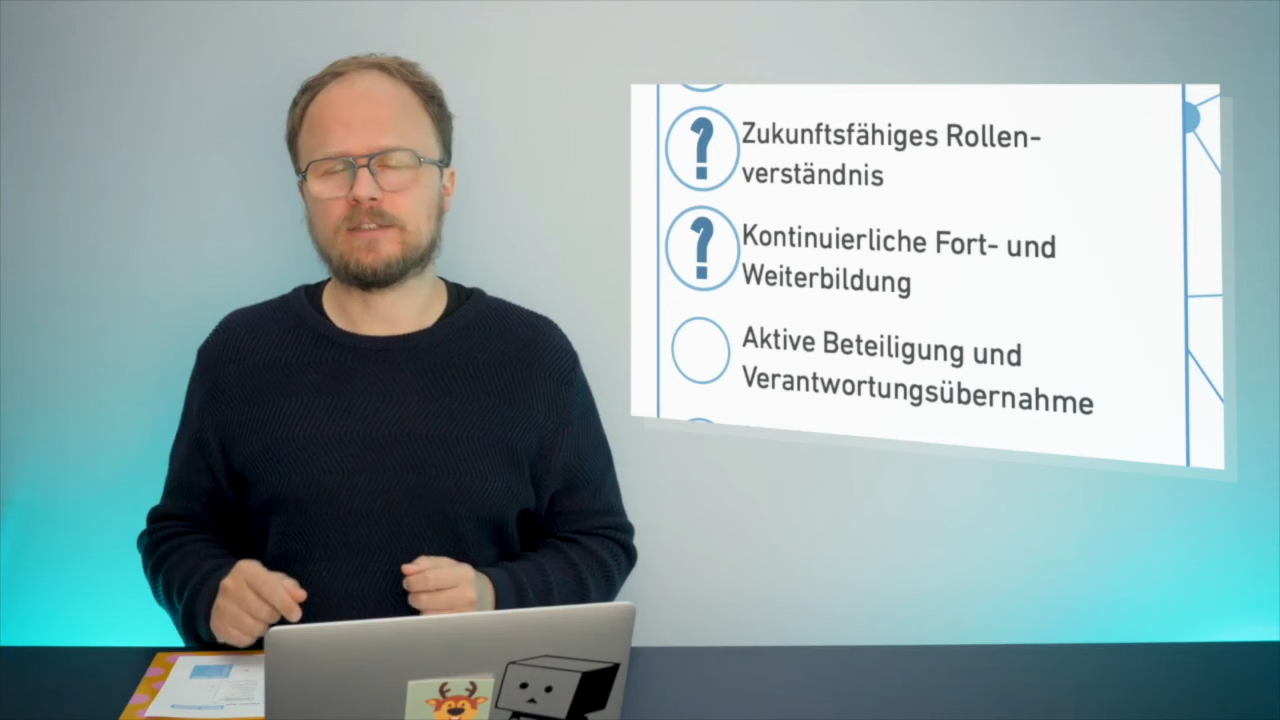 ?
Zukunftsfähiges Rollen-
verständnis
?
Kontinuierliche Fort- und
Weiterbildung
Aktive Beteiligung und
Verantwortungsübernahme